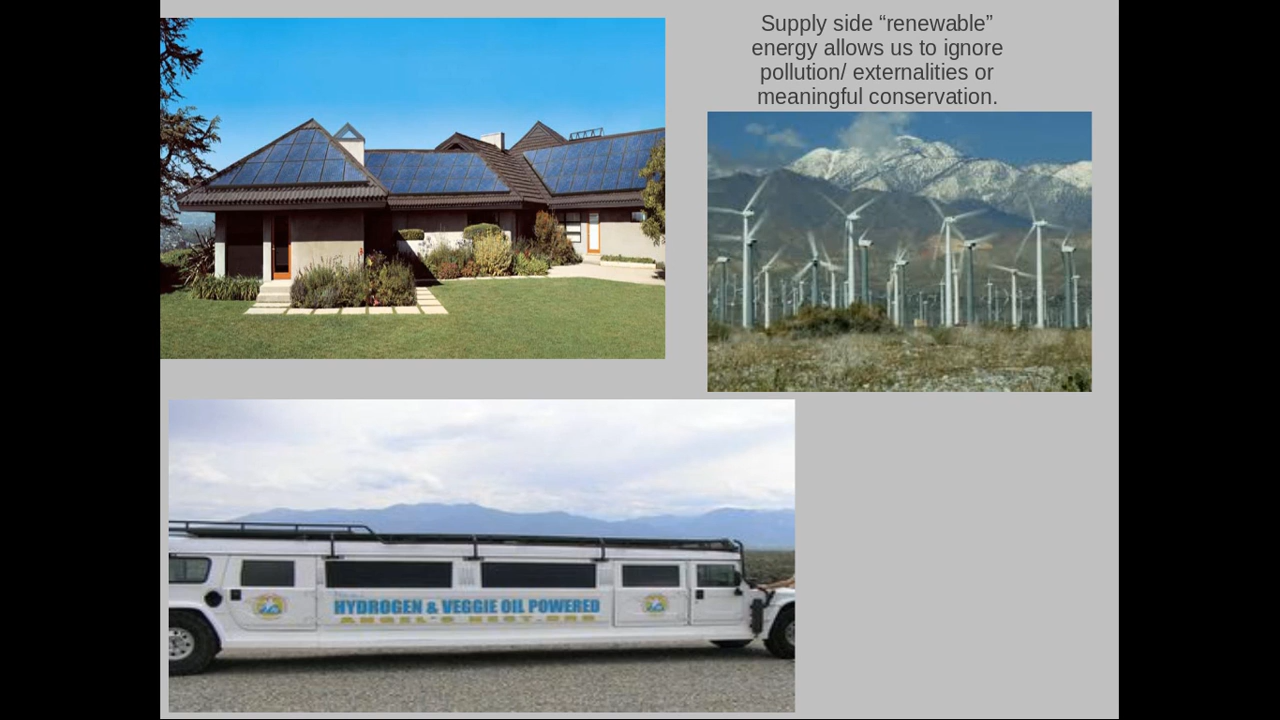 Supply side “renewable”
energy allows us to ignore
pollution/ externalities or
meaningful conservation.
HYDROGEN & VEGGIE OIL POWERED